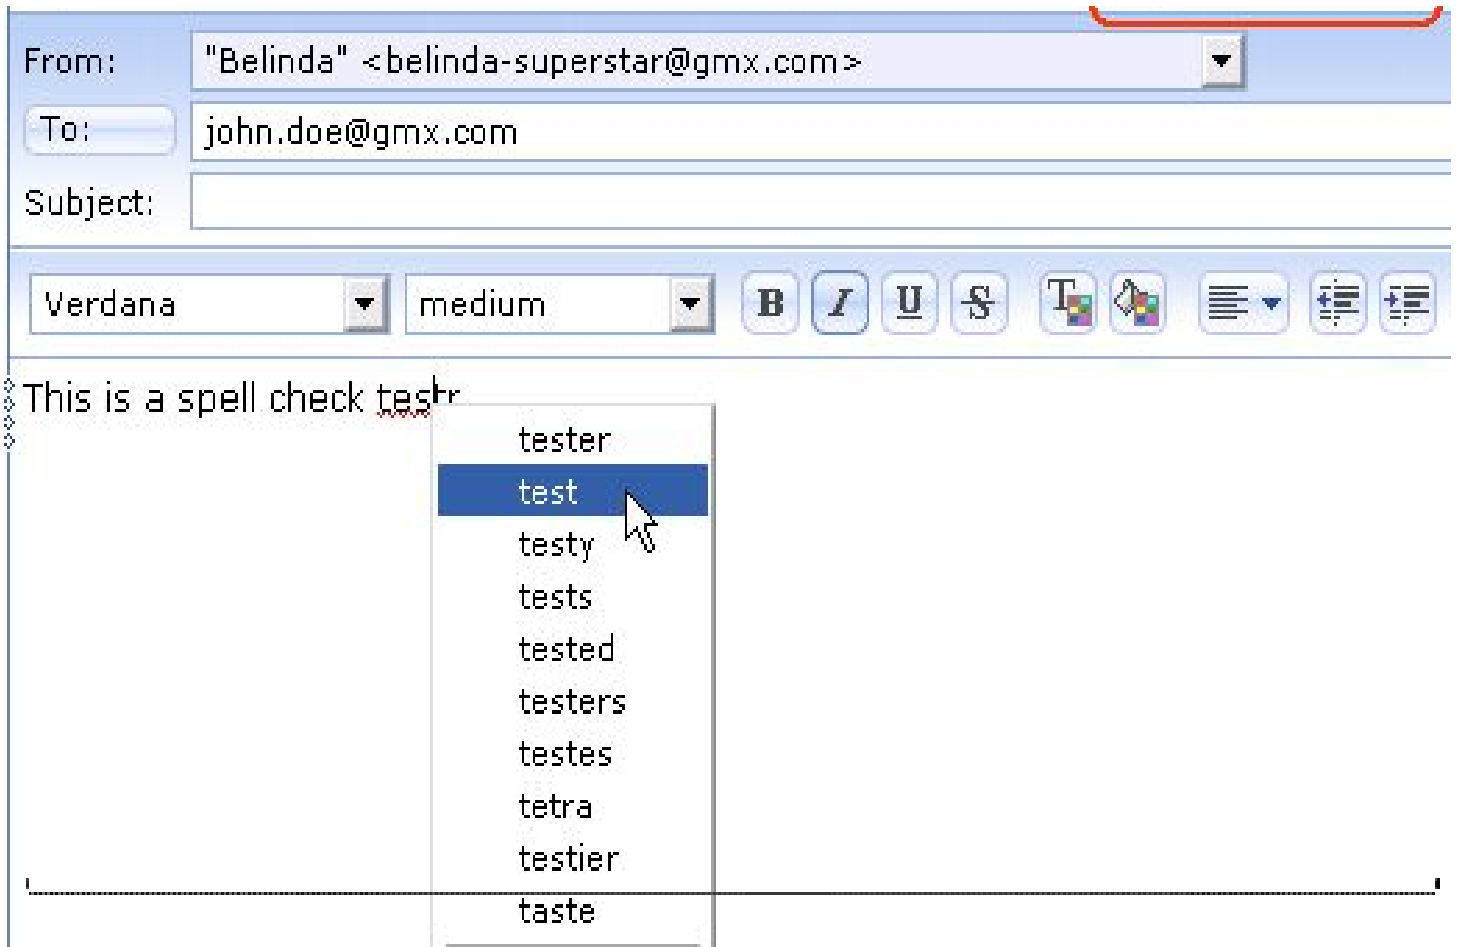 From: "Belinda" <belinda-superstar@gmx.com>
To: john.doe@gmx.com
Subject:
Verdana medium B I U S T
This is a spell check testr
tester
test
testy
tests
tested
testers
testes
tetra
testier
taste